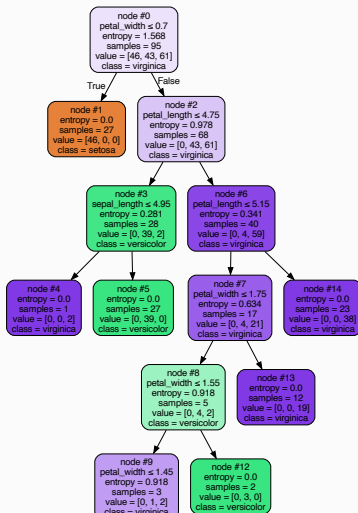 node #0
petal_width ≤ 0.7
entropy = 1.568
samples = 95
value = [46, 43, 61]
class = virginica
True
False
node #1
entropy = 0.0
samples = 27
value = [46, 0, 0]
class = setosa
node #2
petal_length ≤ 4.75
entropy = 0.978
samples = 68
value = [0, 43, 61]
class = virginica
node #3
sepal_length ≤ 4.95
entropy = 0.281
samples = 28
value = [0, 39, 2]
class = versicolor
node #6
petal_length ≤ 5.15
entropy = 0.341
samples = 40
value = [0, 4, 59]
class = virginica
node #4
entropy = 0.0
samples = 1
value = [0, 0, 2]
class = virginica
node #5
entropy = 0.0
samples = 27
value = [0, 39, 0]
class = versicolor
node #7
petal_width ≤ 1.75
entropy = 0.634
samples = 17
value = [0, 4, 21]
class = virginica
node #14
entropy = 0.0
samples = 23
value = [0, 0, 38]
class = virginica
node #8
petal_width ≤ 1.55
entropy = 0.918
samples = 5
value = [0, 4, 2]
class = versicolor
node #13
entropy = 0.0
samples = 12
value = [0, 0, 19]
class = virginica
node #9
petal_width ≤ 1.45
entropy = 0.918
samples = 3
value = [0, 1, 2]
class = virginica
node #12
entropy = 0.0
samples = 2
value = [0, 3, 0]
class = versicolor